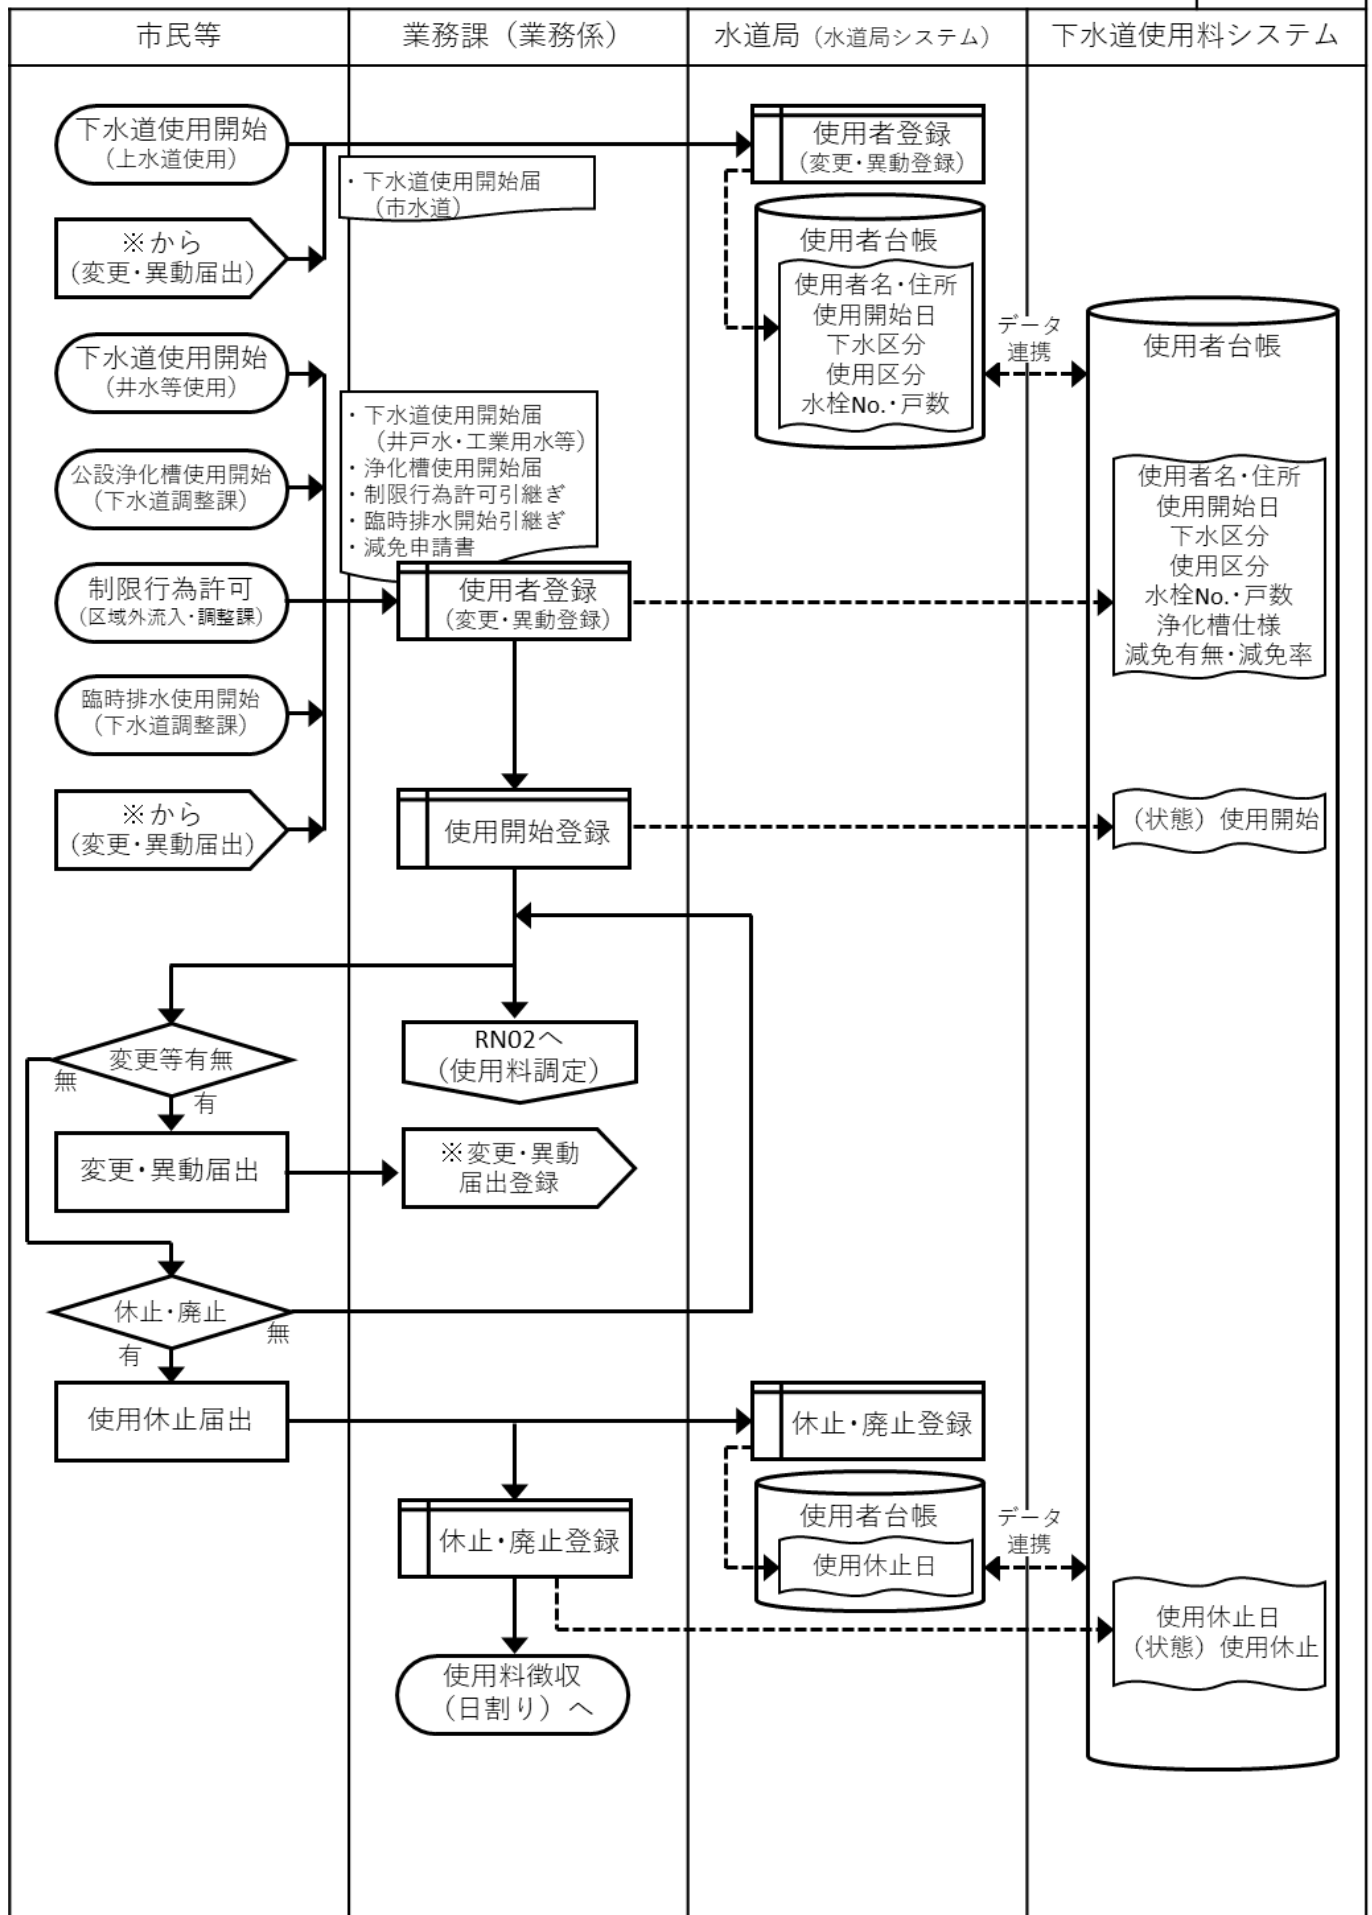 市民等
業務課（業務係）
水道局（水道局システム）
下水道使用料システム
下水道使用開始
（上水道使用）
※から
（変更・異動届出）
・下水道使用開始届
（市水道）
使用者登録
（変更・異動登録）
使用者台帳
使用者名・住所
使用開始日
下水区分
使用区分
水栓No.・戸数
データ
連携
使用者台帳
下水道使用開始
（井水等使用）
公設浄化槽使用開始
（下水道調整課）
制限行為許可
（区域外流入・調整課）
臨時排水使用開始
（下水道調整課）
※から
（変更・異動届出）
・下水道使用開始届
（井戸水・工業用水等）
・浄化槽使用開始届
・制限行為許可引継ぎ
・臨時排水開始引継ぎ
・減免申請書
使用者登録
（変更・異動登録）
使用者名・住所
使用開始日
下水区分
使用区分
水栓No.・戸数
浄化槽仕様
減免有無・減免率
使用開始登録
（状態）使用開始
変更等有無
無
有
RN02へ
（使用料調定）
変更・異動届出
※変更・異動
届出登録
休止・廃止
無
有
使用休止届出
休止・廃止登録
使用者台帳
使用休止日
データ
連携
休止・廃止登録
使用休止日
（状態）使用休止
使用料徴収
（日割り）へ